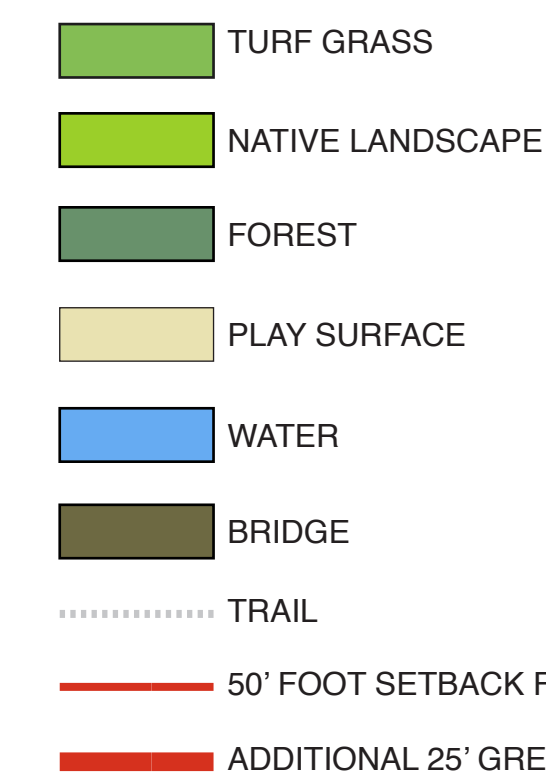 TURF GRASS
NATIVE LANDSCAPE
FOREST
PLAY SURFACE
WATER
BRIDGE
TRAIL
50’ FOOT SETBACK
ADDITIONAL 25’